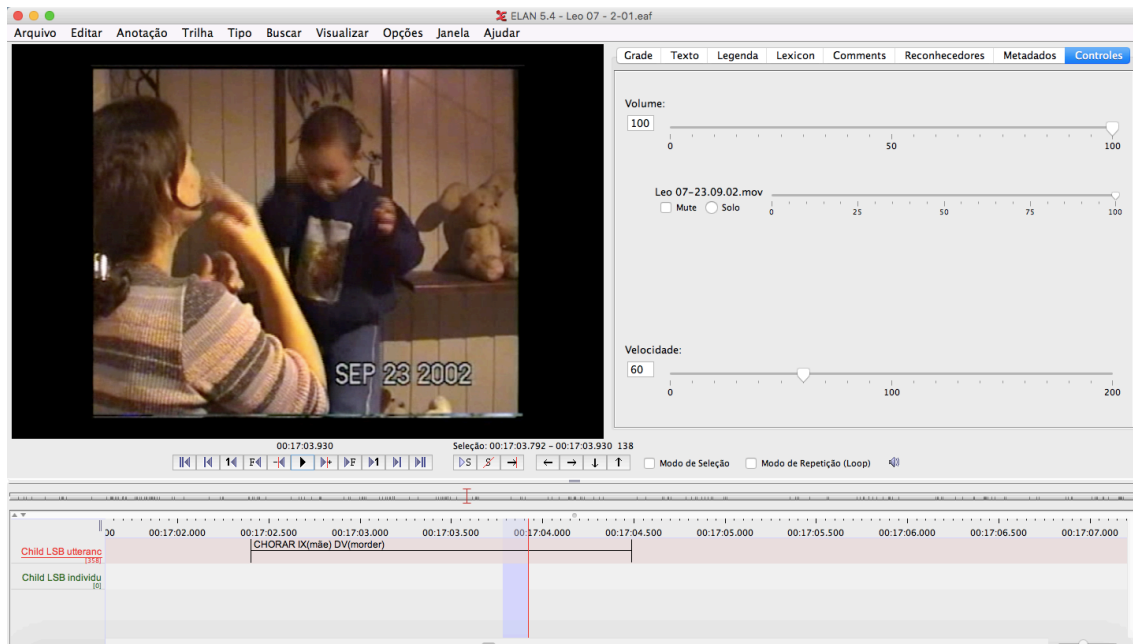 ELAN 5.4 - Leo 07 - 2-01.eaf
Arquivo Editar Anotação Trilha Tipo Buscar Visualizar Opções Janela Ajudar
Grade Texto Legenda Lexicon Comments Reconhecedores Metadados Controles
Volume:
100
0 50 100
Leo 07-23.09.02.mov
Mute Solo
0 25 50 75 100
SEP 23 2002
Velocidade:
60
0 100 200
00:17:03.930 Seleção: 00:17:03.792 - 00:17:03.930 138
1 F F 1 S S Modo de Seleção Modo de Repetição (Loop)
00 00:17:02.000 00:17:02.500 00:17:03.000 00:17:03.500 00:17:04.000 00:17:04.500 00:17:05.000 00:17:05.500 00:17:06.000 00:17:06.500 00:17:07.000
Child LSB utteranc CHORAR IX(mãe) DV(morder)
[358]
Child LSB individu
[0]